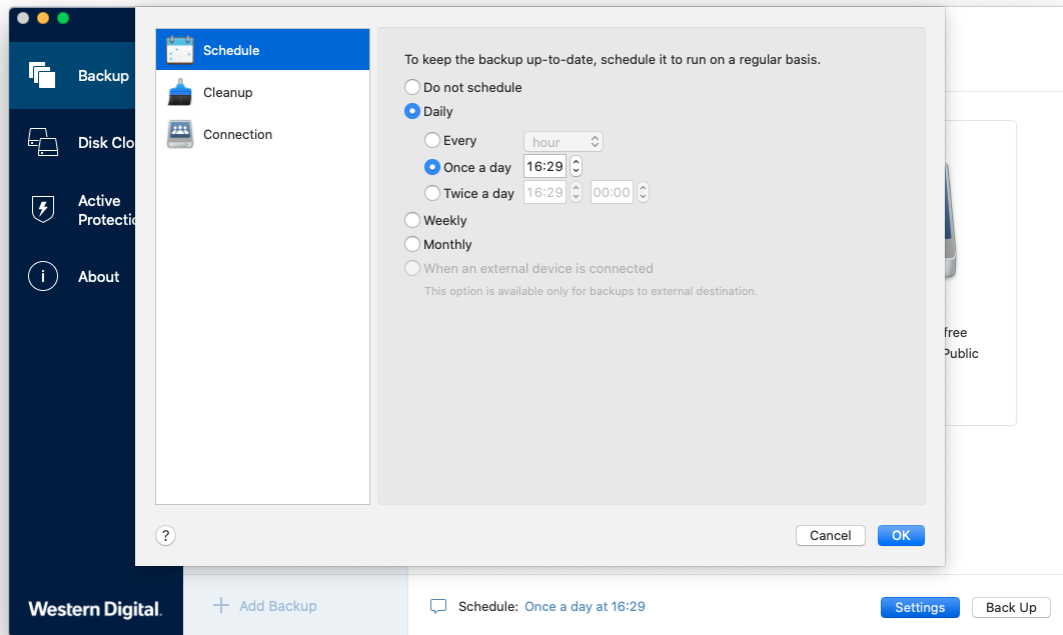 Backup
Disk Clo
Active
Protectio
i
About
Western Digital.
Schedule
Cleanup
Connection
To keep the backup up-to-date, schedule it to run on a regular basis.
Do not schedule
Daily
Every hour
Once a day 16:29
Twice a day 16:29 00:00
Weekly
Monthly
When an external device is connected
This option is available only for backups to external destination.
free
Public
? Cancel OK
+ Add Backup
Schedule: Once a day at 16:29
Settings Back Up